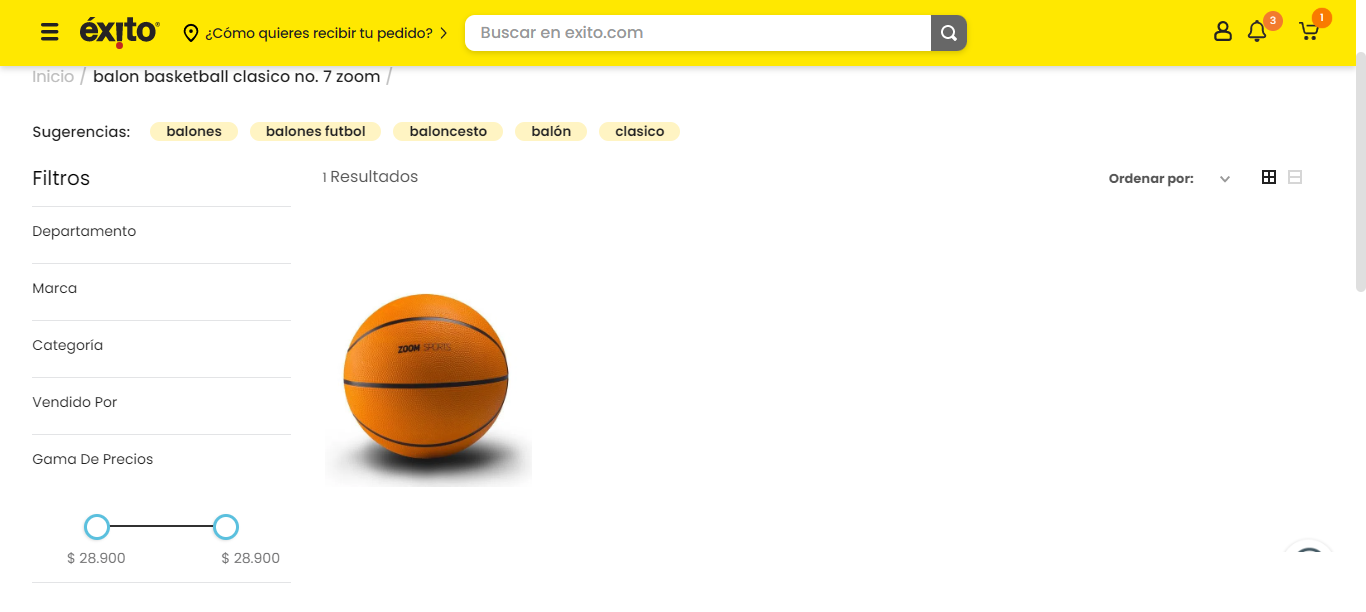 éxito
¿Cómo quieres recibir tu pedido?
Buscar en exito.com
3
1
Inicio / balon basketball clasico no. 7 zoom /
Sugerencias: balones balones futbol baloncesto balón clasico
Filtros
1 Resultados
Ordenar por:
Departamento
Marca
Categoría
Vendido Por
Gama De Precios
$ 28.900 $ 28.900
ZOOM SPORTS